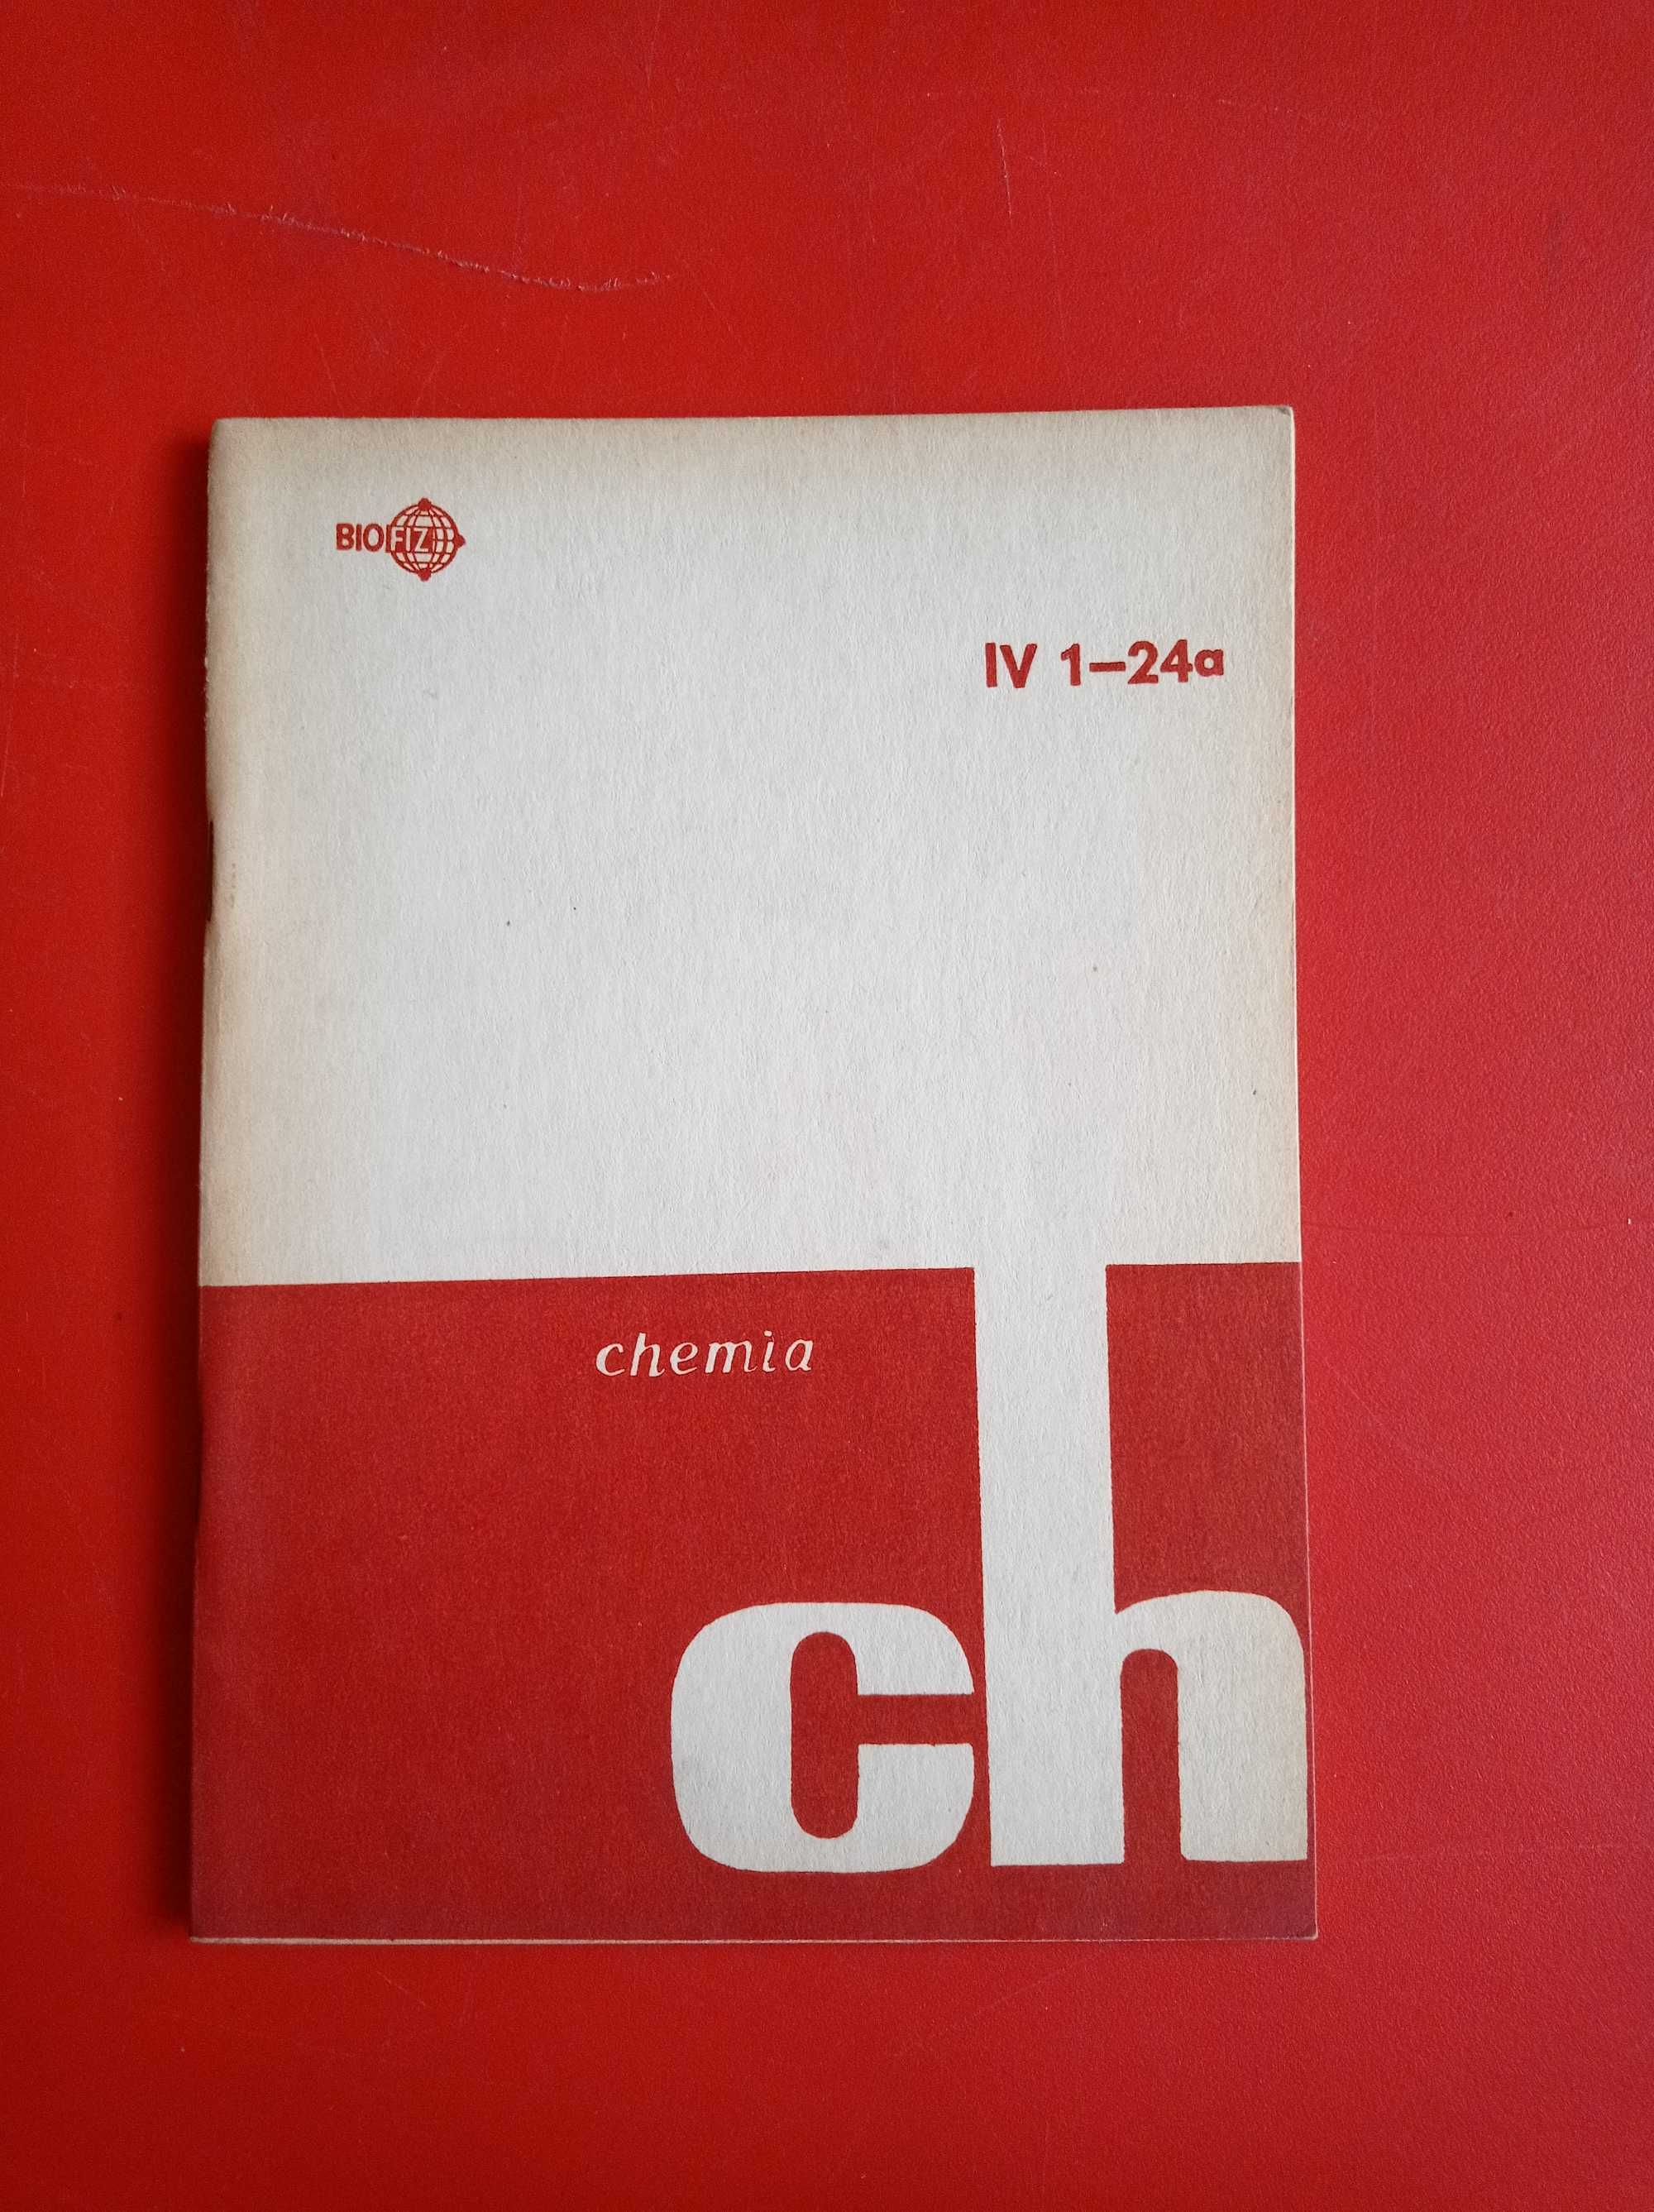 BIOFIZ
IV 1—24a
chemia
ch